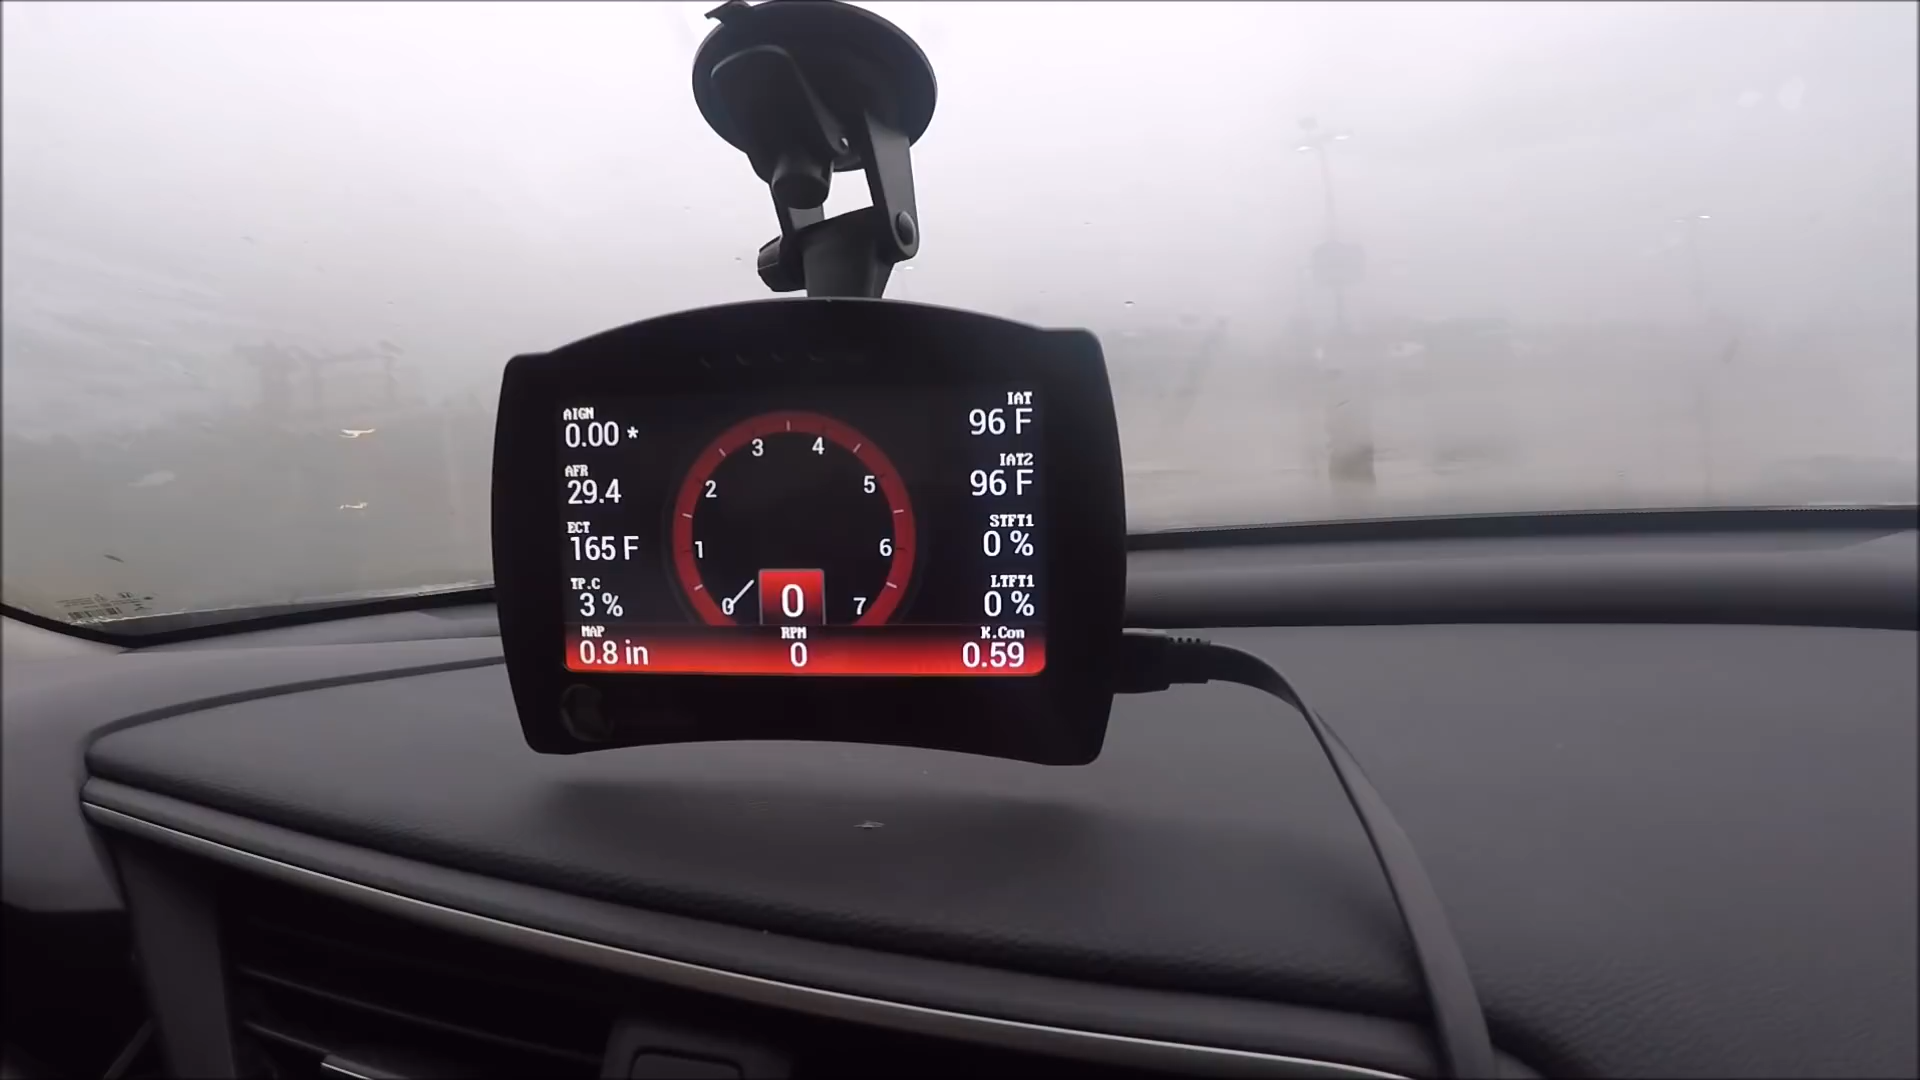 AIGN
0.00 *
AFR
29.4
ECT
165 F
TP.C
3 %
MAP
0.8 in
0
1
2
3
4
5
6
7
0
RPM
0
IAT
96 F
IAT2
96 F
STFT1
0 %
LTFT1
0 %
K.Con
0.59